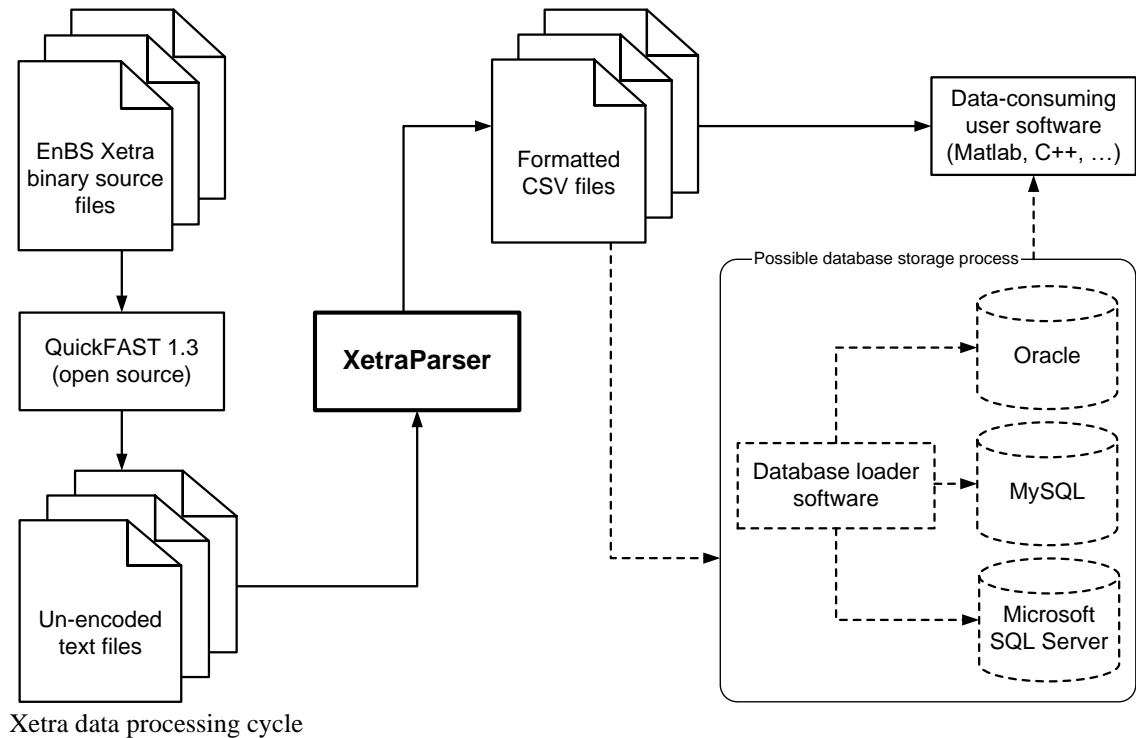 EnBS Xetra
binary source
files
QuickFAST 1.3
(open source)
Un-encoded
text files
XetraParser
Formatted
CSV files
Data-consuming
user software
(Matlab, C++, …)
Possible database storage process
Database loader
software
Oracle
MySQL
Microsoft
SQL Server
Xetra data processing cycle